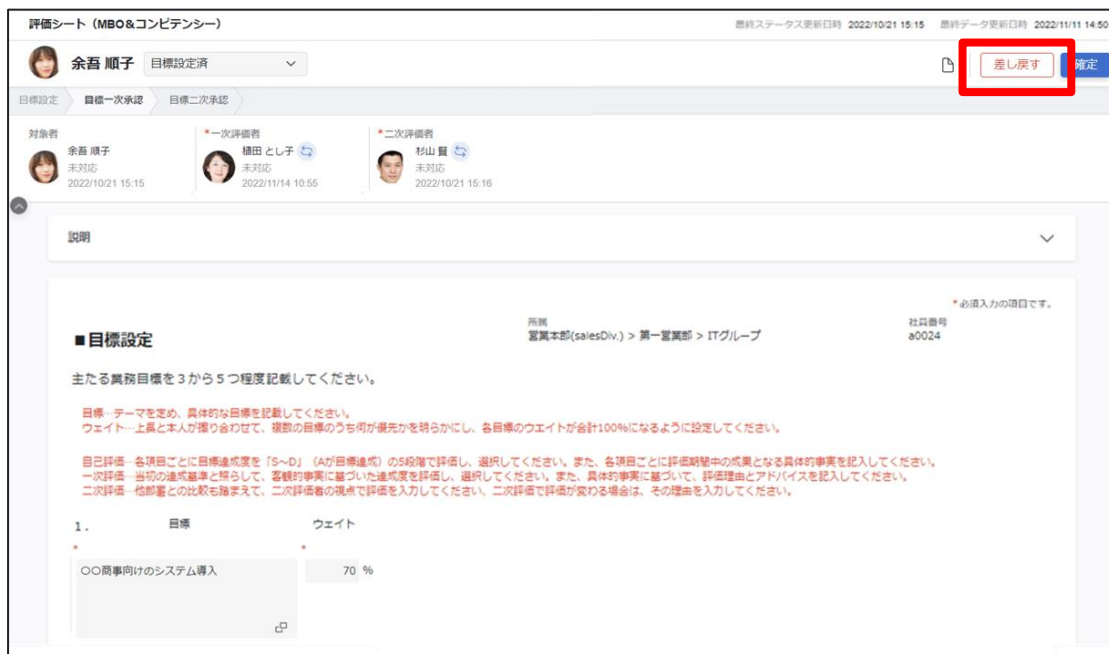 評価シート（MBO&コンピテンシー）
最終ステータス更新日時 2022/10/21 15:15 最終データ更新日時 2022/11/11 14:50
余吾 順子 目標設定済
差し戻す 確定
目標設定 目標一次承認 目標二次承認
対象者 *一次評価者 *二次評価者
余吾 順子 植田 とし子 杉山 賢
未対応 未対応 未対応
2022/10/21 15:15 2022/11/14 10:55 2022/10/21 15:16
説明
*必須入力の項目です。
所属 社員番号
■目標設定 営業本部(salesDiv.) > 第一営業部 > ITグループ a0024
主たる業務目標を３から５つ程度記載してください。
目標…テーマを定め、具体的な目標を記載してください。
ウェイト…上長と本人が擦り合わせて、複数の目標のうち何が優先かを明らかにし、各目標のウエイトが合計100%になるように設定してください。
自己評価…各項目ごとに目標達成度を「S～D」（Aが目標達成）の5段階で評価し、選択してください。また、各項目ごとに評価期間中の成果となる具体的事実を記入してください。
一次評価…当初の達成基準と照らして、客観的事実に基づいた達成度を評価し、選択してください。また、具体的事実に基づいて、評価理由とアドバイスを記入してください。
二次評価…他部署との比較も踏まえて、二次評価者の視点で評価を入力してください、二次評価で評価が変わる場合は、その理由を入力してください。
1. 目標 ウェイト
* *
○○商事向けのシステム導入 70 %